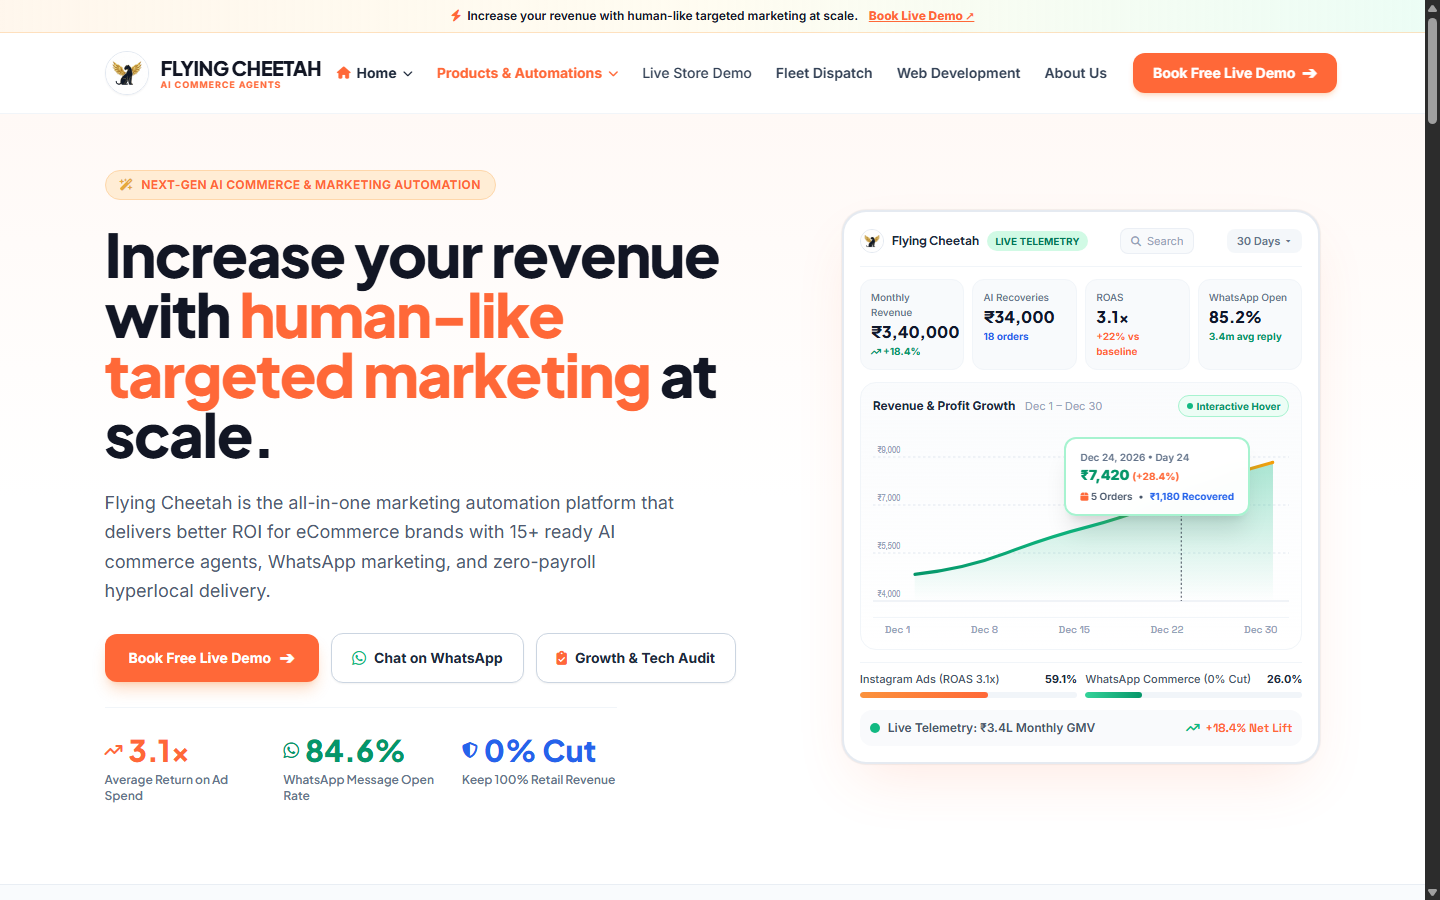 Increase your revenue with human-like targeted marketing at scale. Book Live Demo ↗
FLYING CHEETAH
AI COMMERCE AGENTS
Home
Products & Automations
Live Store Demo
Fleet Dispatch
Web Development
About Us
Book Free Live Demo ➔
NEXT-GEN AI COMMERCE & MARKETING AUTOMATION
Increase your revenue
with human-like
targeted marketing at
scale.
Flying Cheetah is the all-in-one marketing automation platform that
delivers better ROI for eCommerce brands with 15+ ready AI
commerce agents, WhatsApp marketing, and zero-payroll
hyperlocal delivery.
Book Free Live Demo ➔
Chat on WhatsApp
Growth & Tech Audit
3.1×
Average Return on Ad
Spend
84.6%
WhatsApp Message Open
Rate
0% Cut
Keep 100% Retail Revenue
Flying Cheetah
LIVE TELEMETRY
Search
30 Days
Monthly
Revenue
₹3,40,000
+18.4%
AI Recoveries
₹34,000
18 orders
ROAS
3.1×
+22% vs
baseline
WhatsApp Open
85.2%
3.4m avg reply
Revenue & Profit Growth Dec 1 – Dec 30
Interactive Hover
₹9,000
₹7,000
₹5,500
₹4,000
Dec 24, 2026 • Day 24
₹7,420 (+28.4%)
5 Orders • ₹1,180 Recovered
Dec 1
Dec 8
Dec 15
Dec 22
Dec 30
Instagram Ads (ROAS 3.1x) 59.1%
WhatsApp Commerce (0% Cut) 26.0%
Live Telemetry: ₹3.4L Monthly GMV
+18.4% Net Lift